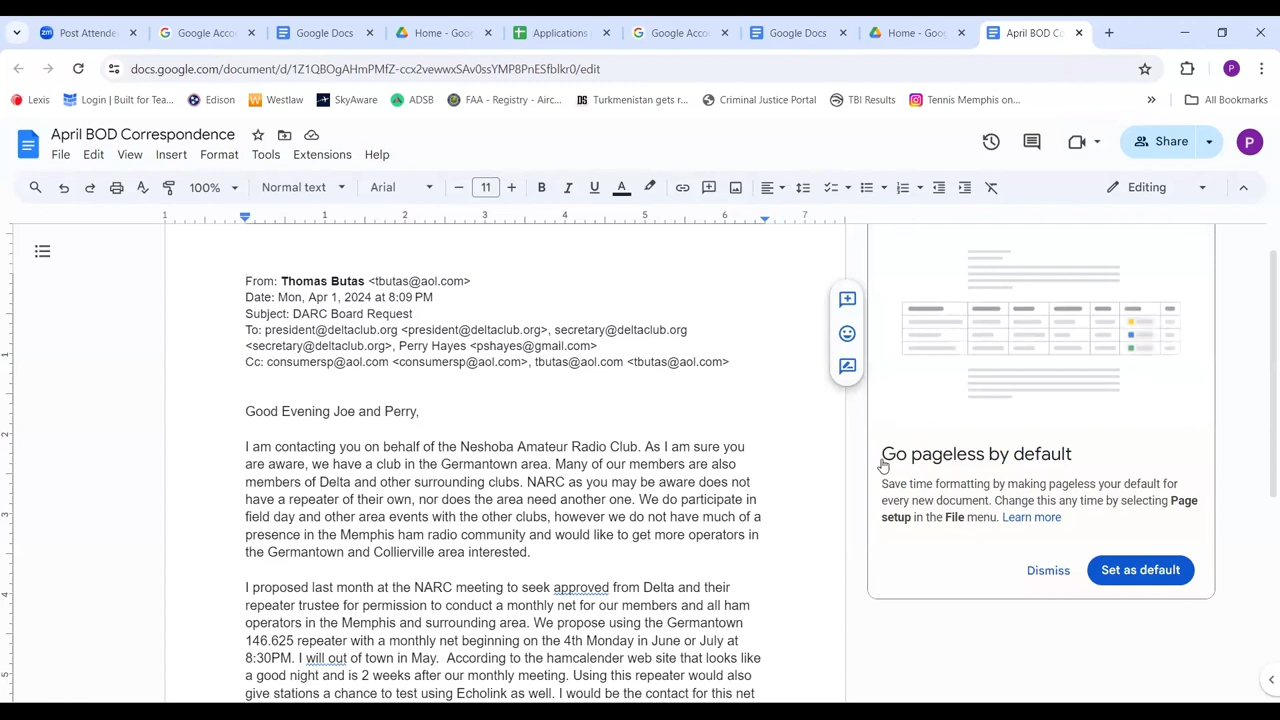 Post Attende
Google Acco
Google Docs
Home - Goog
Applications
Google Acco
Google Docs
Home - Goog
April BOD Co
docs.google.com/document/d/1Z1QBOgAHmPMfZ-ccx2vewwxSAv0ssYMP8PnESfblkr0/edit
P
Lexis
Login | Built for Tea...
Edison
Westlaw
SkyAware
ADSB
FAA - Registry - Airc...
Turkmenistan gets r...
Criminal Justice Portal
TBI Results
Tennis Memphis on...
All Bookmarks
April BOD Correspondence
File Edit View Insert Format Tools Extensions Help
Share
P
100% Normal text Arial 11 B I U A Editing
1 1 2 3 4 5 6 7
From: Thomas Butas <tbutas@aol.com>
Date: Mon, Apr 1, 2024 at 8:09 PM
Subject: DARC Board Request
To: president@deltaclub.org <president@deltaclub.org>, secretary@deltaclub.org
<secretary@deltaclub.org>, Perry Hayes <pshayes@gmail.com>
Cc: consumersp@aol.com <consumersp@aol.com>, tbutas@aol.com <tbutas@aol.com>
Good Evening Joe and Perry,
I am contacting you on behalf of the Neshoba Amateur Radio Club. As I am sure you
are aware, we have a club in the Germantown area. Many of our members are also
members of Delta and other surrounding clubs. NARC as you may be aware does not
have a repeater of their own, nor does the area need another one. We do participate in
field day and other area events with the other clubs, however we do not have much of a
presence in the Memphis ham radio community and would like to get more operators in
the Germantown and Collierville area interested.
I proposed last month at the NARC meeting to seek approved from Delta and their
repeater trustee for permission to conduct a monthly net for our members and all ham
operators in the Memphis and surrounding area. We propose using the Germantown
146.625 repeater with a monthly net beginning on the 4th Monday in June or July at
8:30PM. I will out of town in May.  According to the hamcalender web site that looks like
a good night and is 2 weeks after our monthly meeting. Using this repeater would also
give stations a chance to test using Echolink as well. I would be the contact for this net
1
2
3
4
5
Go pageless by default
Save time formatting by making pageless your default for
every new document. Change this any time by selecting Page
setup in the File menu. Learn more
Dismiss
Set as default